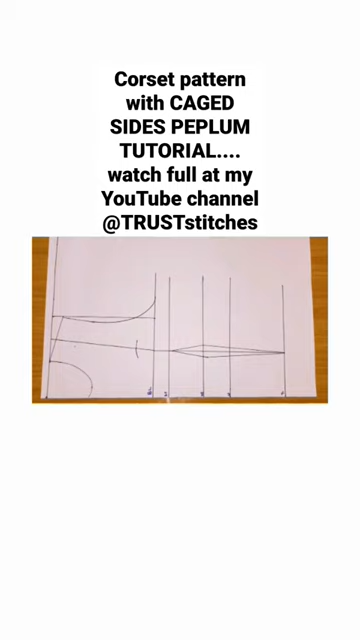 Corset pattern
with CAGED
SIDES PEPLUM
TUTORIAL....
watch full at my
YouTube channel
@TRUSTstitches